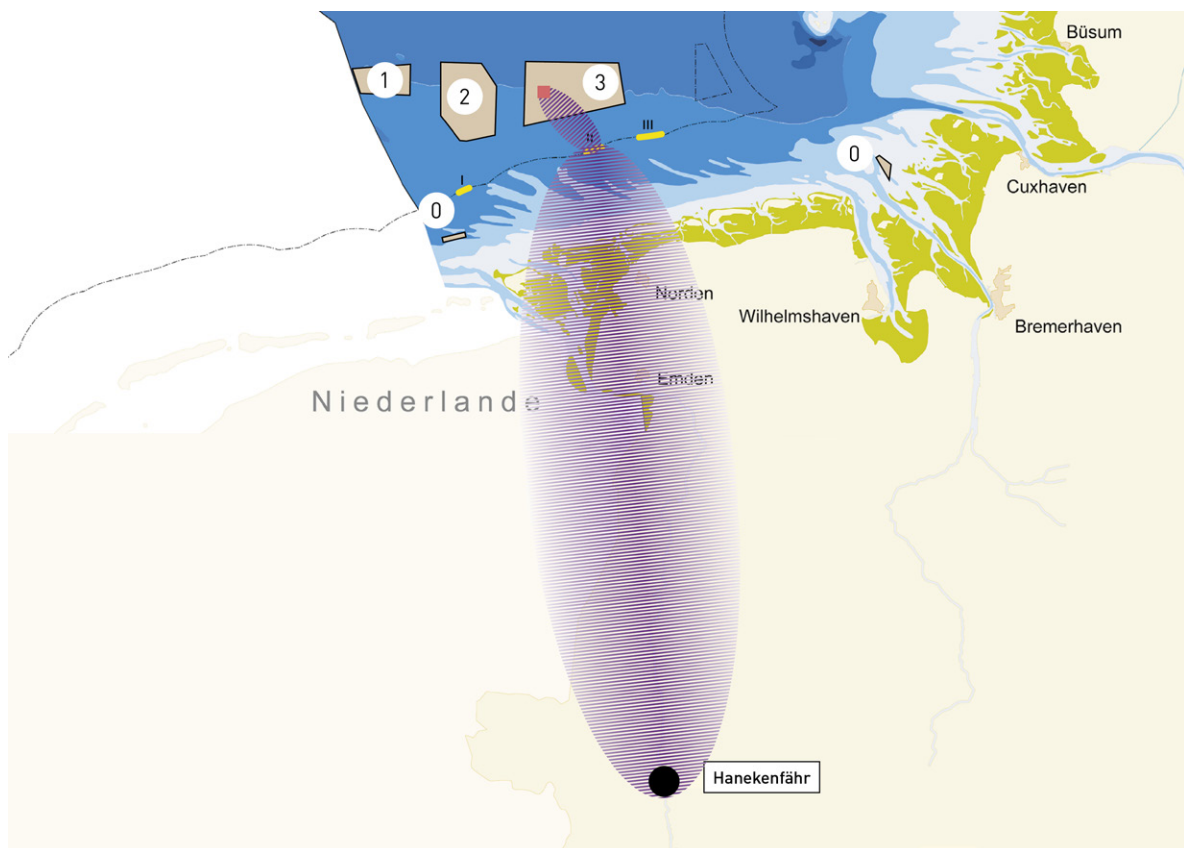 Büsum
1
2
3
III
II
0
I
0
Cuxhaven
Norden
Wilhelmshaven
Bremerhaven
Emden
Niederlande
Hanekenfähr